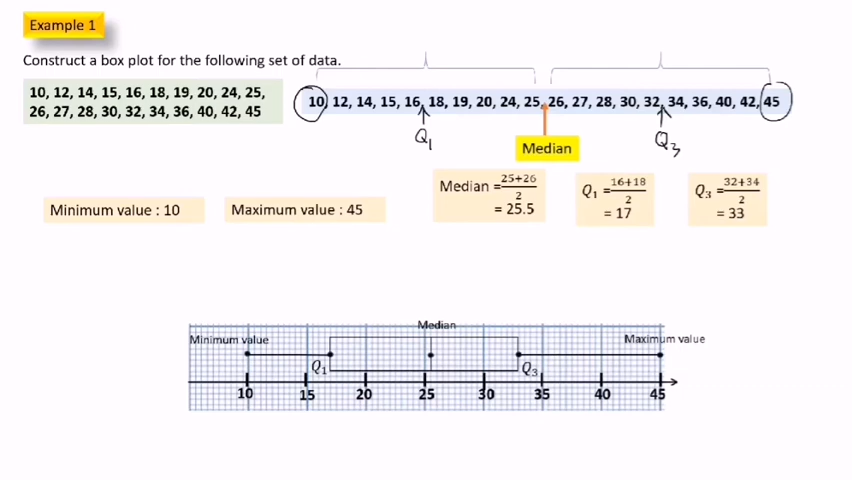 Example 1
Construct a box plot for the following set of data.
10, 12, 14, 15, 16, 18, 19, 20, 24, 25,
26, 27, 28, 30, 32, 34, 36, 40, 42, 45
10, 12, 14, 15, 16, 18, 19, 20, 24, 25, 26, 27, 28, 30, 32, 34, 36, 40, 42, 45
Q₁
Median
Q₃
Minimum value : 10
Maximum value : 45
Median = 25+26/2
= 25.5
Q₁ = 16+18/2
= 17
Q₃ = 32+34/2
= 33
Median
Minimum value
Maximum value
Q₁
Q₃
10 15 20 25 30 35 40 45